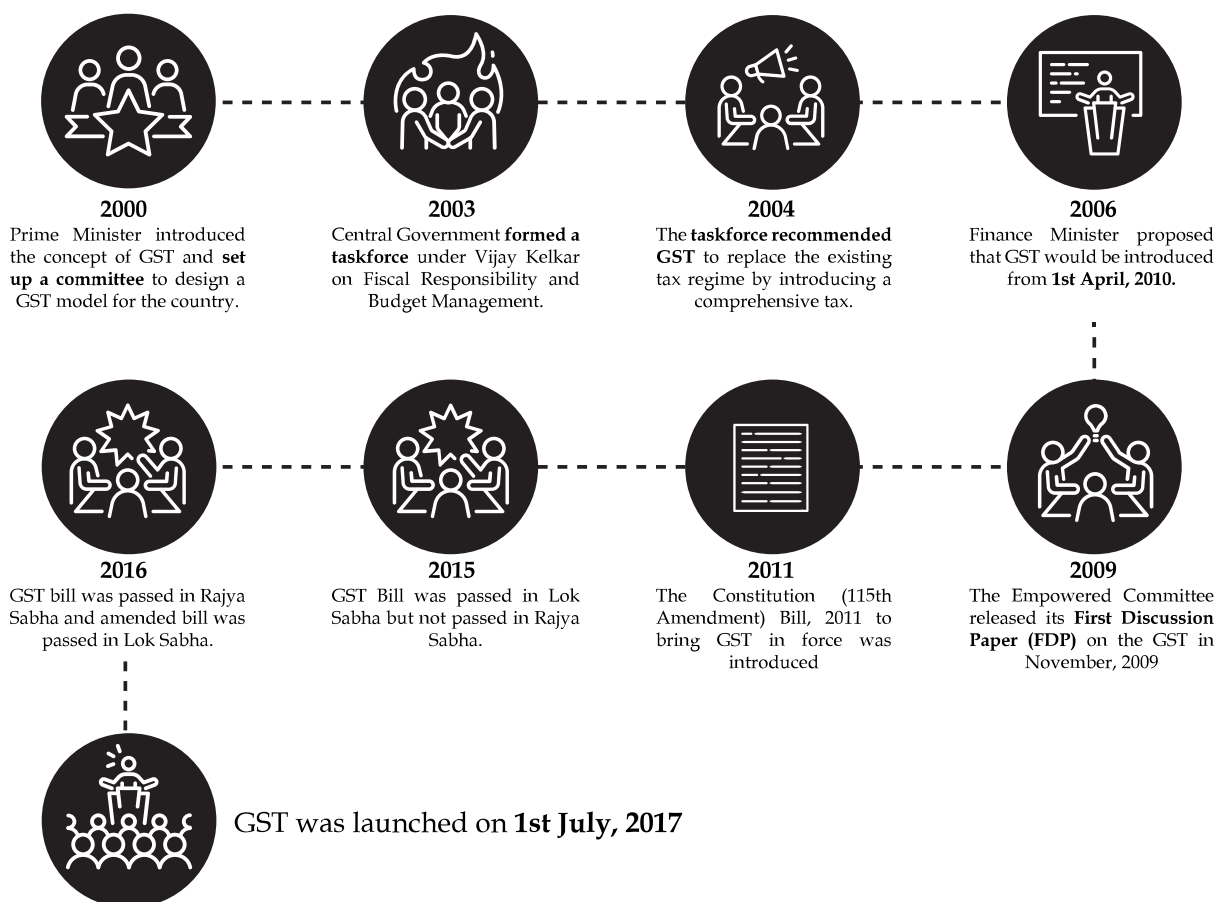 2000
Prime Minister introduced
the concept of GST and set
up a committee to design a
GST model for the country.
2003
Central Government formed a
taskforce under Vijay Kelkar
on Fiscal Responsibility and
Budget Management.
2004
The taskforce recommended
GST to replace the existing
tax regime by introducing a
comprehensive tax.
2006
Finance Minister proposed
that GST would be introduced
from 1st April, 2010.
2009
The Empowered Committee
released its First Discussion
Paper (FDP) on the GST in
November, 2009
2011
The Constitution (115th
Amendment) Bill, 2011 to
bring GST in force was
introduced
2015
GST Bill was passed in Lok
Sabha but not passed in Rajya
Sabha.
2016
GST bill was passed in Rajya
Sabha and amended bill was
passed in Lok Sabha.
GST was launched on 1st July, 2017